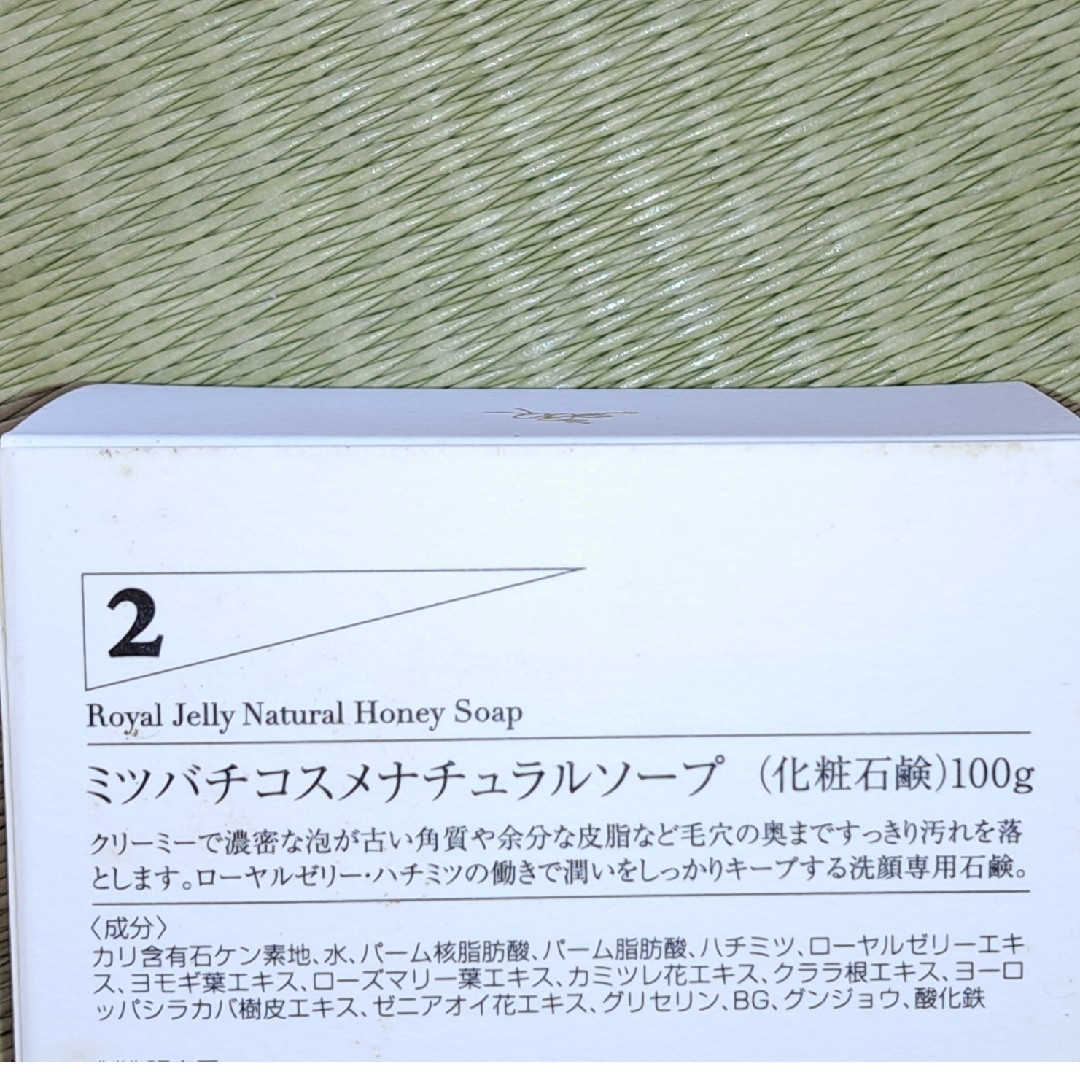 2
Royal Jelly Natural Honey Soap
ミツバチコスメナチュラルソープ （化粧石鹸）100g
クリーミーで濃密な泡が古い角質や余分な皮脂など毛穴の奥まですっきり汚れを落
とします。ローヤルゼリー・ハチミツの働きで潤いをしっかりキープする洗顔専用石鹸。
〈成分〉
カリ含有石ケン素地、水、パーム核脂肪酸、パーム脂肪酸、ハチミツ、ローヤルゼリーエキ
ス、ヨモギ葉エキス、ローズマリー葉エキス、カミツレ花エキス、クララ根エキス、ヨーロ
ッパシラカバ樹皮エキス、ゼニアオイ花エキス、グリセリン、BG、グンジョウ、酸化鉄